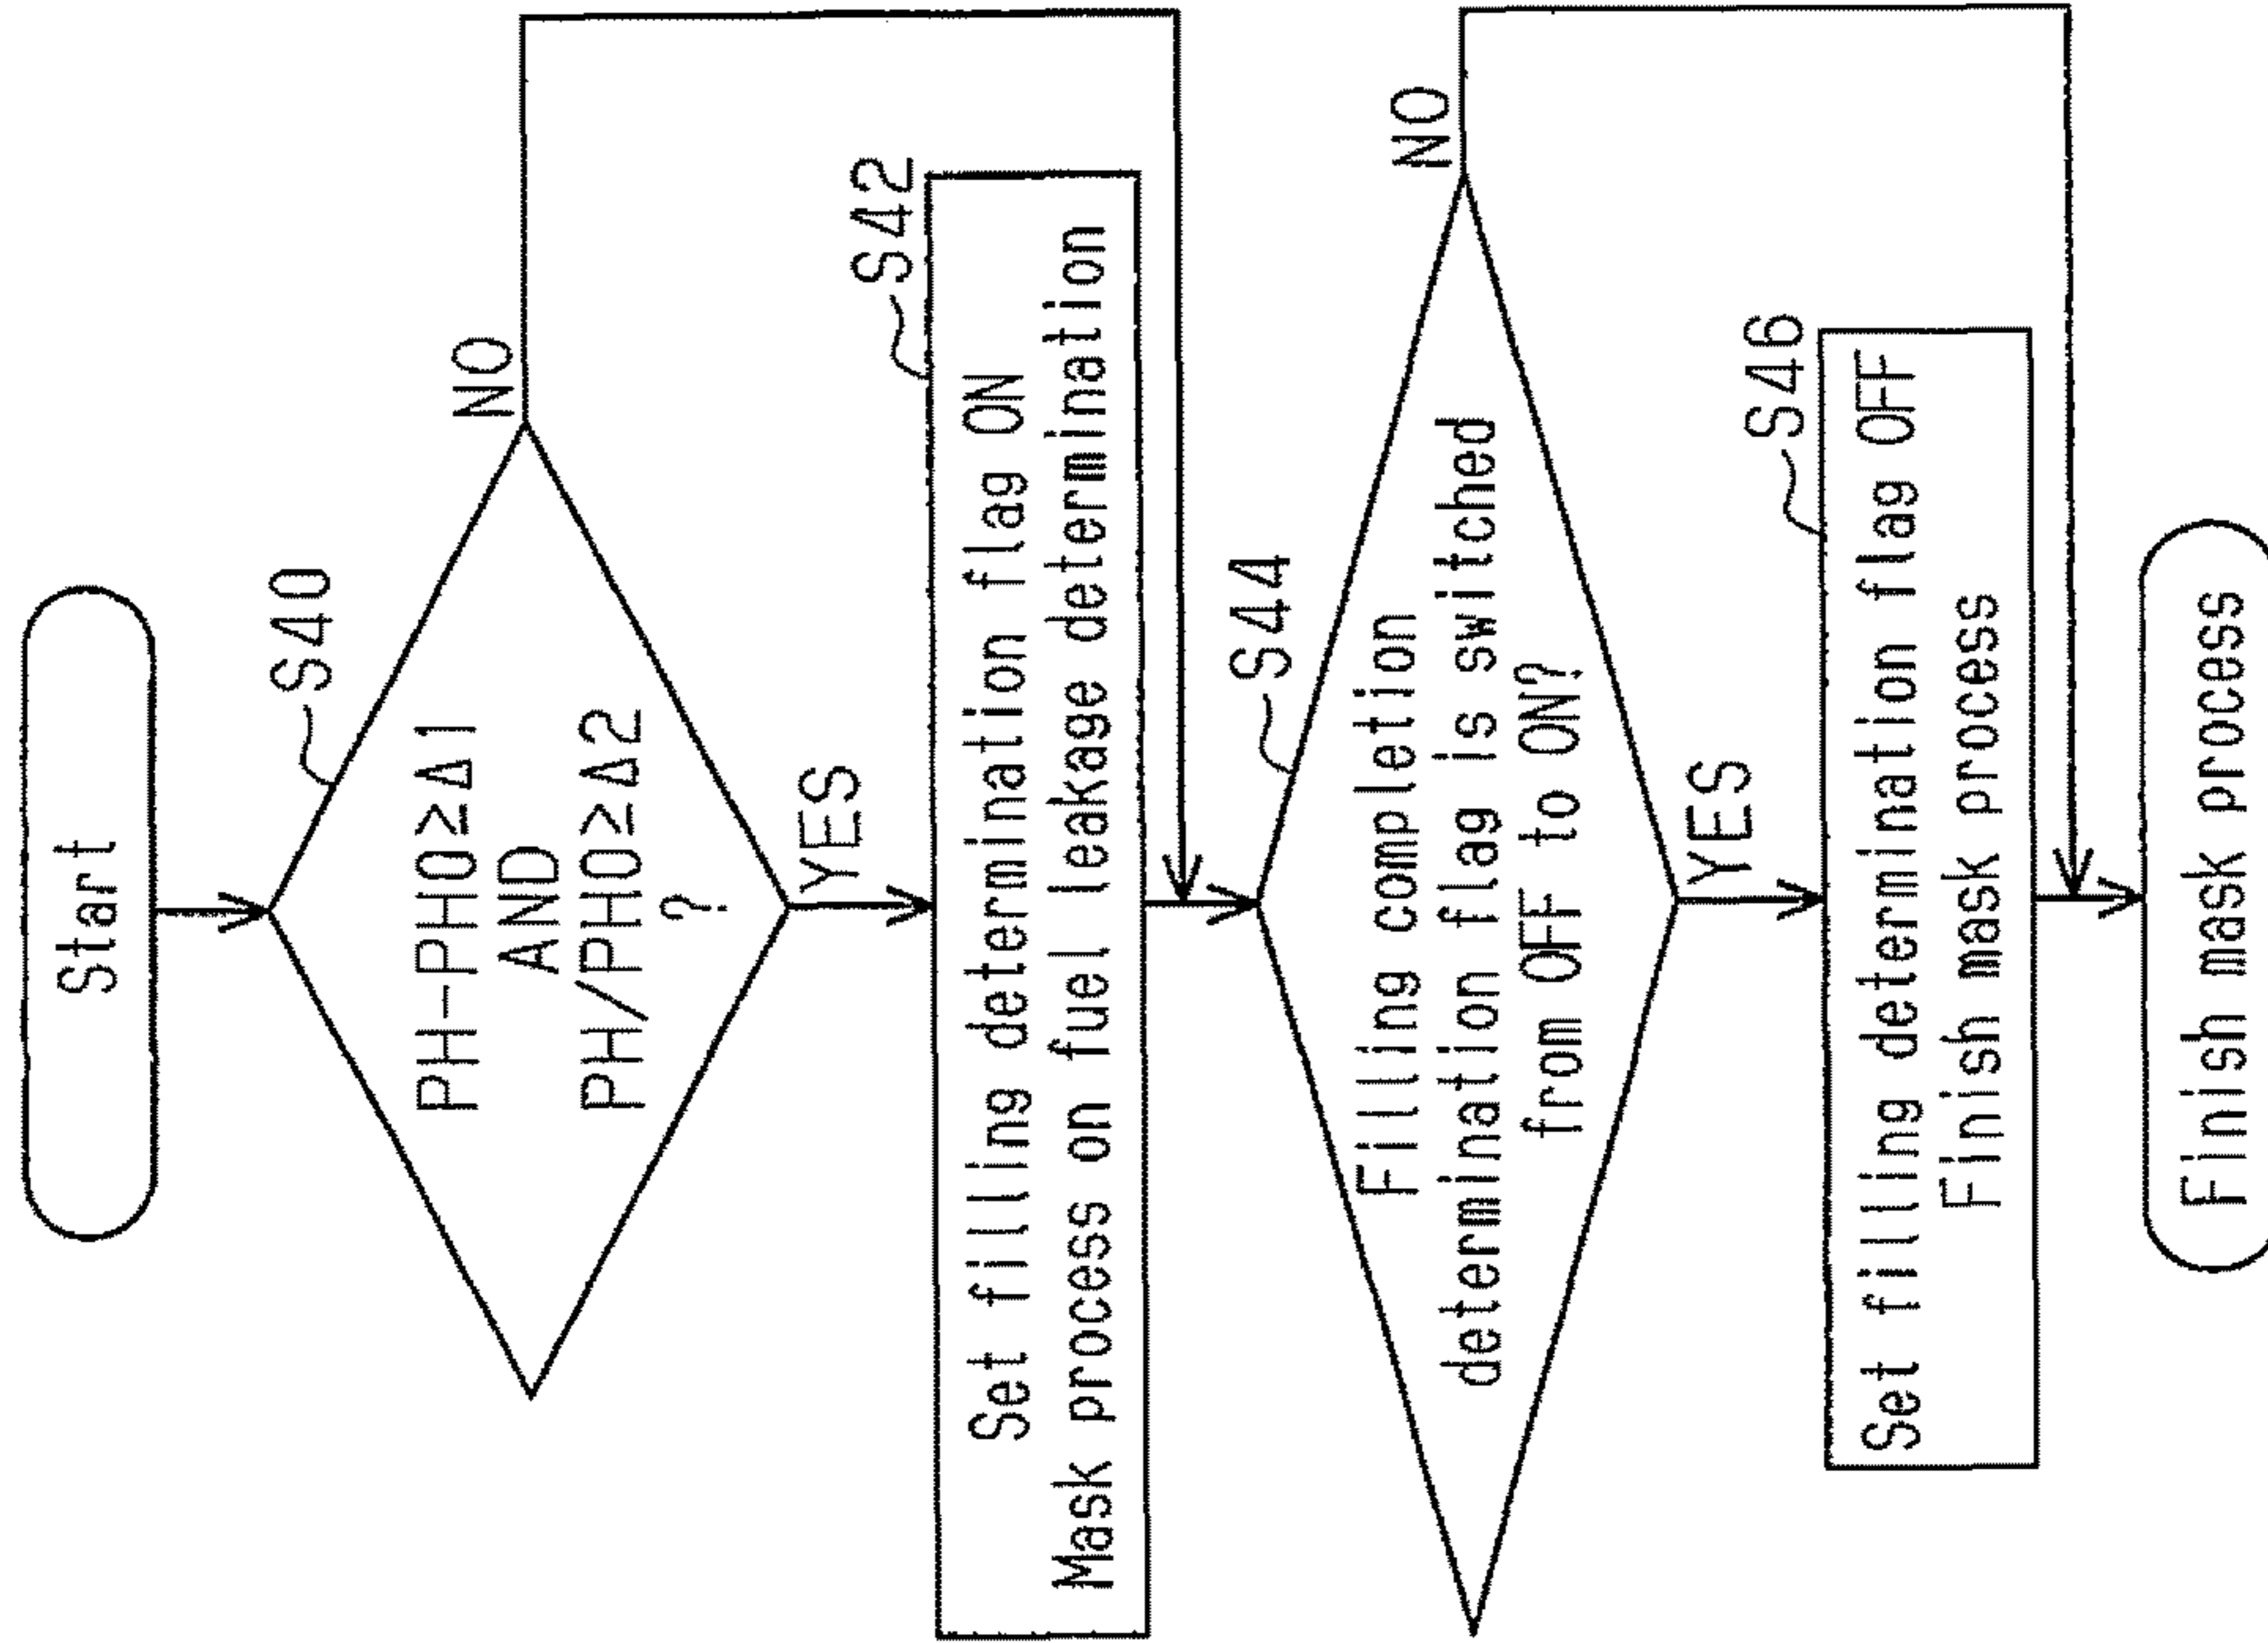 Start
S40
PH-PH0≥Δ1
AND
PH/PH0≥Δ2
?
NO
YES
S42
Set filling determination flag ON
Mask process on fuel leakage determination
S44
Filling completion
determination flag is switched
from OFF to ON?
NO
YES
S46
Set filling determination flag OFF
Finish mask process
Finish mask process